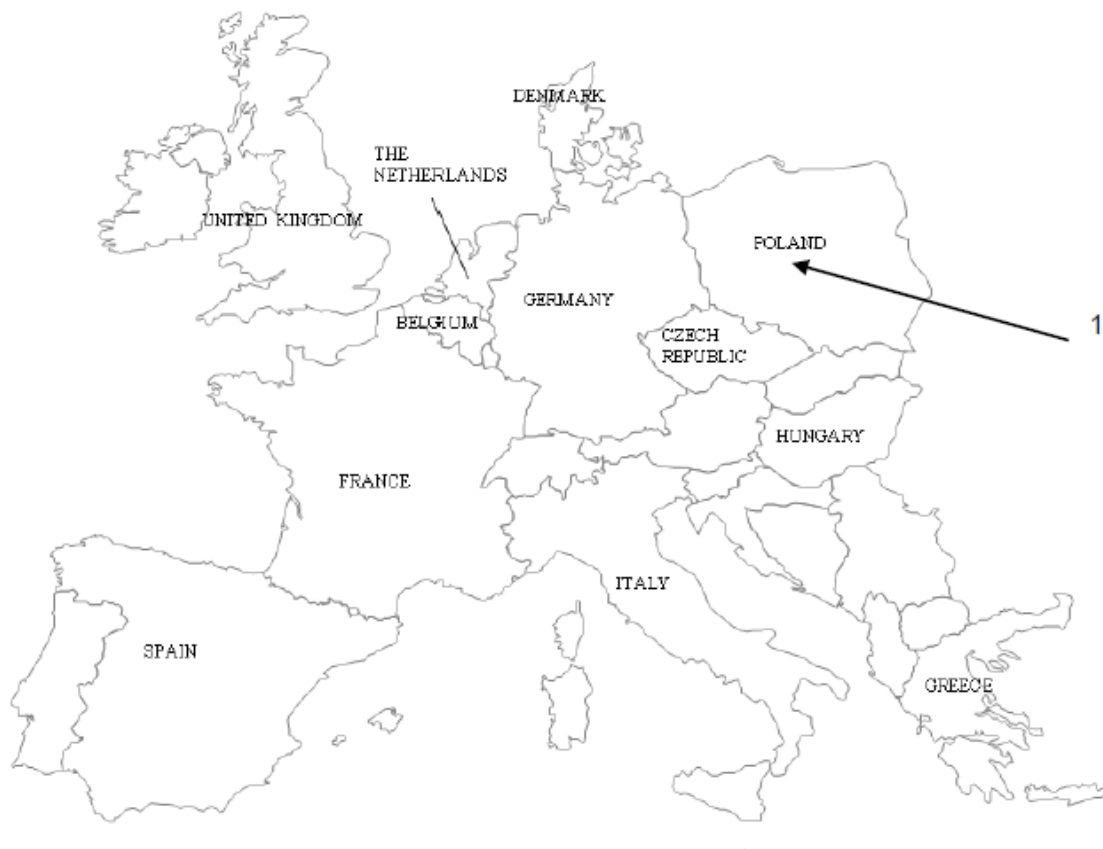 DENMARK
THE
NETHERLANDS
UNITED KINGDOM
POLAND
GERMANY
1
BELGIUM
CZECH
REPUBLIC
HUNGARY
FRANCE
ITALY
SPAIN
GREECE